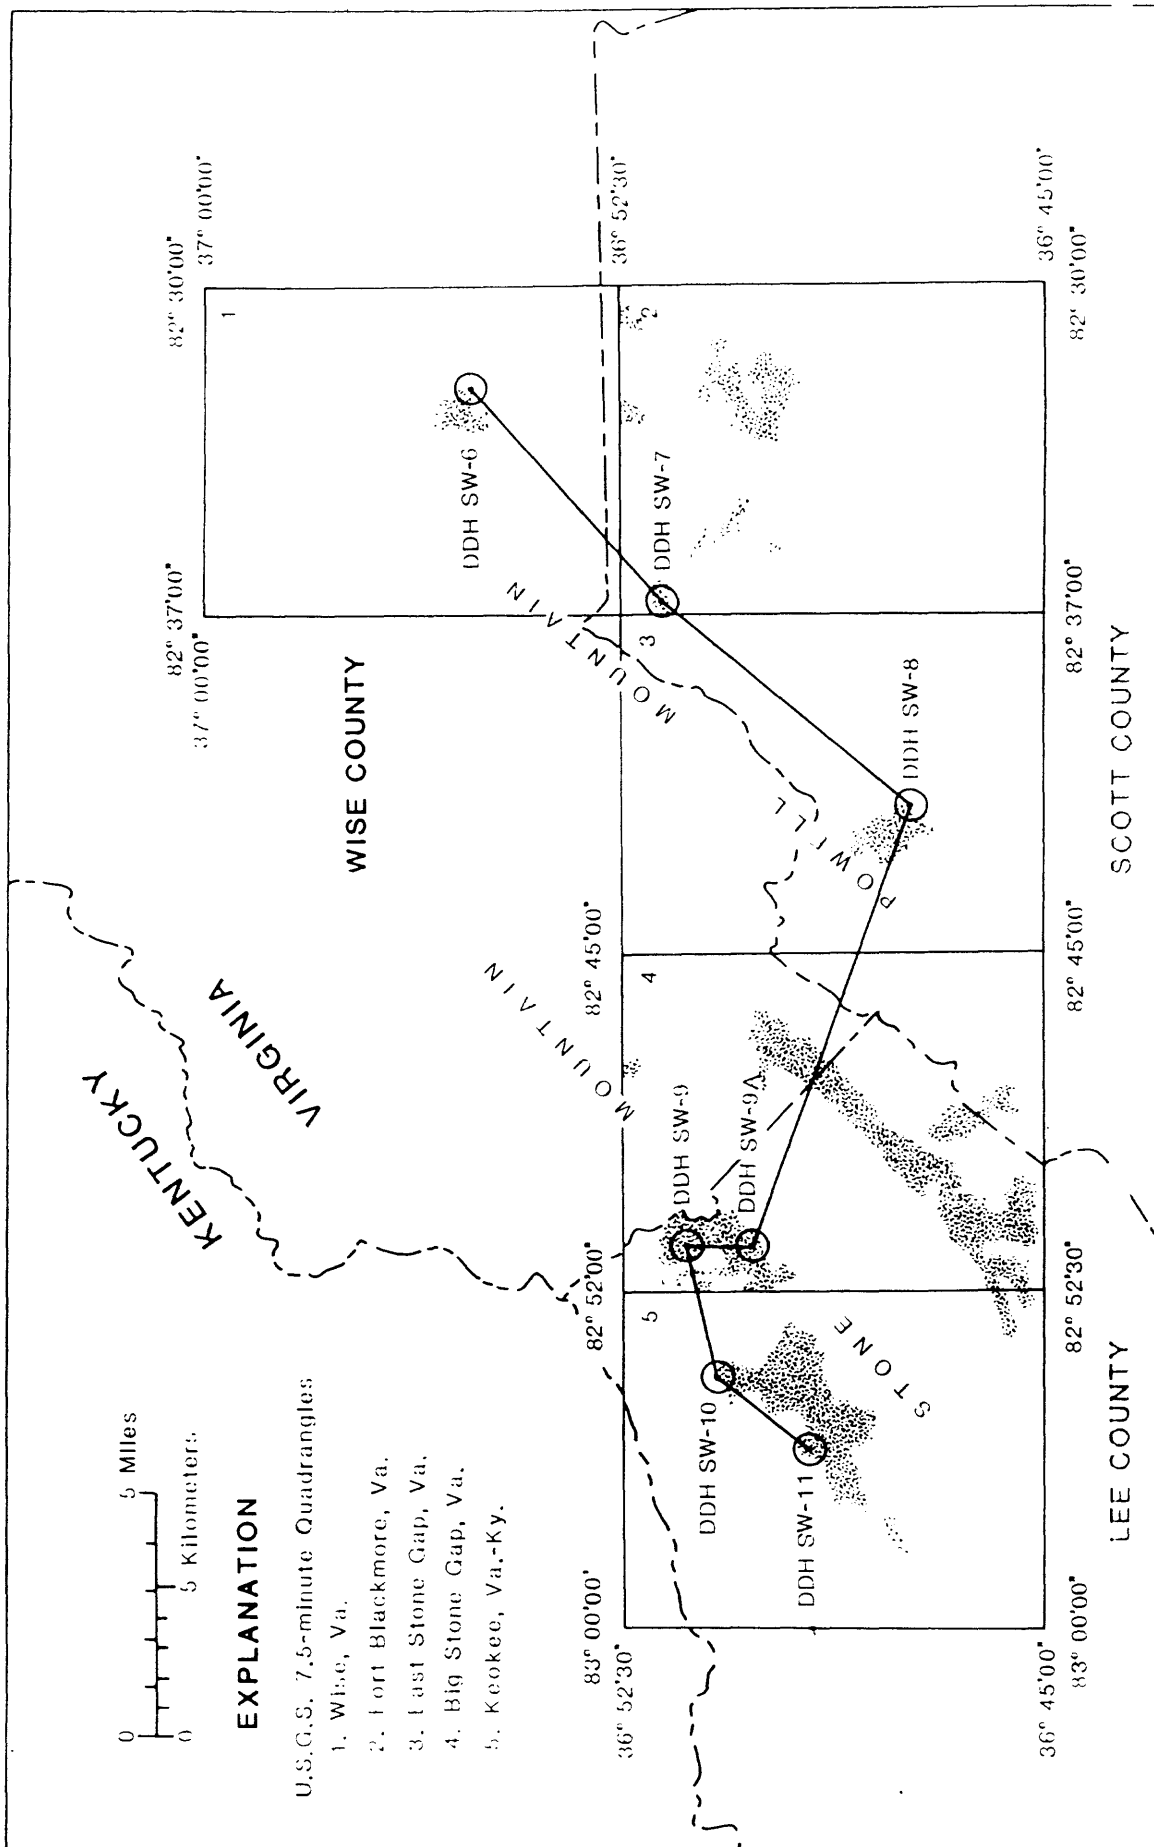 0 5 Miles
0 5 Kilometers
EXPLANATION
U.S.G.S. 7.5-minute Quadrangles
1. Wise, Va.
2. Fort Blackmore, Va.
3. East Stone Gap, Va.
4. Big Stone Gap, Va.
5. Keokee, Va.-Ky.
KENTUCKY
VIRGINIA
WISE COUNTY
82° 37'00"
82° 30'00"
37° 00'00"
37° 00'00"
1
DDH SW-6
MOUNTAIN
83° 00'00"
82° 52'00"
82° 45'00"
36° 52'30"
36° 52'30"
5
4
3
2
MOUNTAIN
DDH SW-9
DDH SW-7
DDH SW-10
DDH SW-9A
MOUNTAIN
DDH SW-11
POWELL
DDH SW-8
STONE
36° 45'00"
36° 45'00"
83° 00'00"
82° 52'30"
82° 45'00"
82° 37'00"
82° 30'00"
LEE COUNTY
SCOTT COUNTY